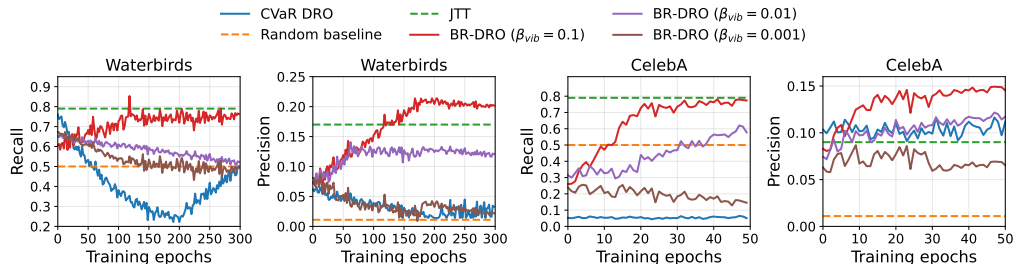 CVaR DRO
Random baseline
JTT
BR-DRO (βvib = 0.1)
BR-DRO (βvib = 0.01)
BR-DRO (βvib = 0.001)
Waterbirds
Recall
0.9
0.8
0.7
0.6
0.5
0.4
0.3
0.2
0 50 100 150 200 250 300
Training epochs
Waterbirds
Precision
0.25
0.20
0.15
0.10
0.05
0.00
0 50 100 150 200 250 300
Training epochs
CelebA
Recall
0.8
0.7
0.6
0.5
0.4
0.3
0.2
0.1
0.0
0 10 20 30 40 50
Training epochs
CelebA
Precision
0.15
0.10
0.05
0.00
0 10 20 30 40 50
Training epochs